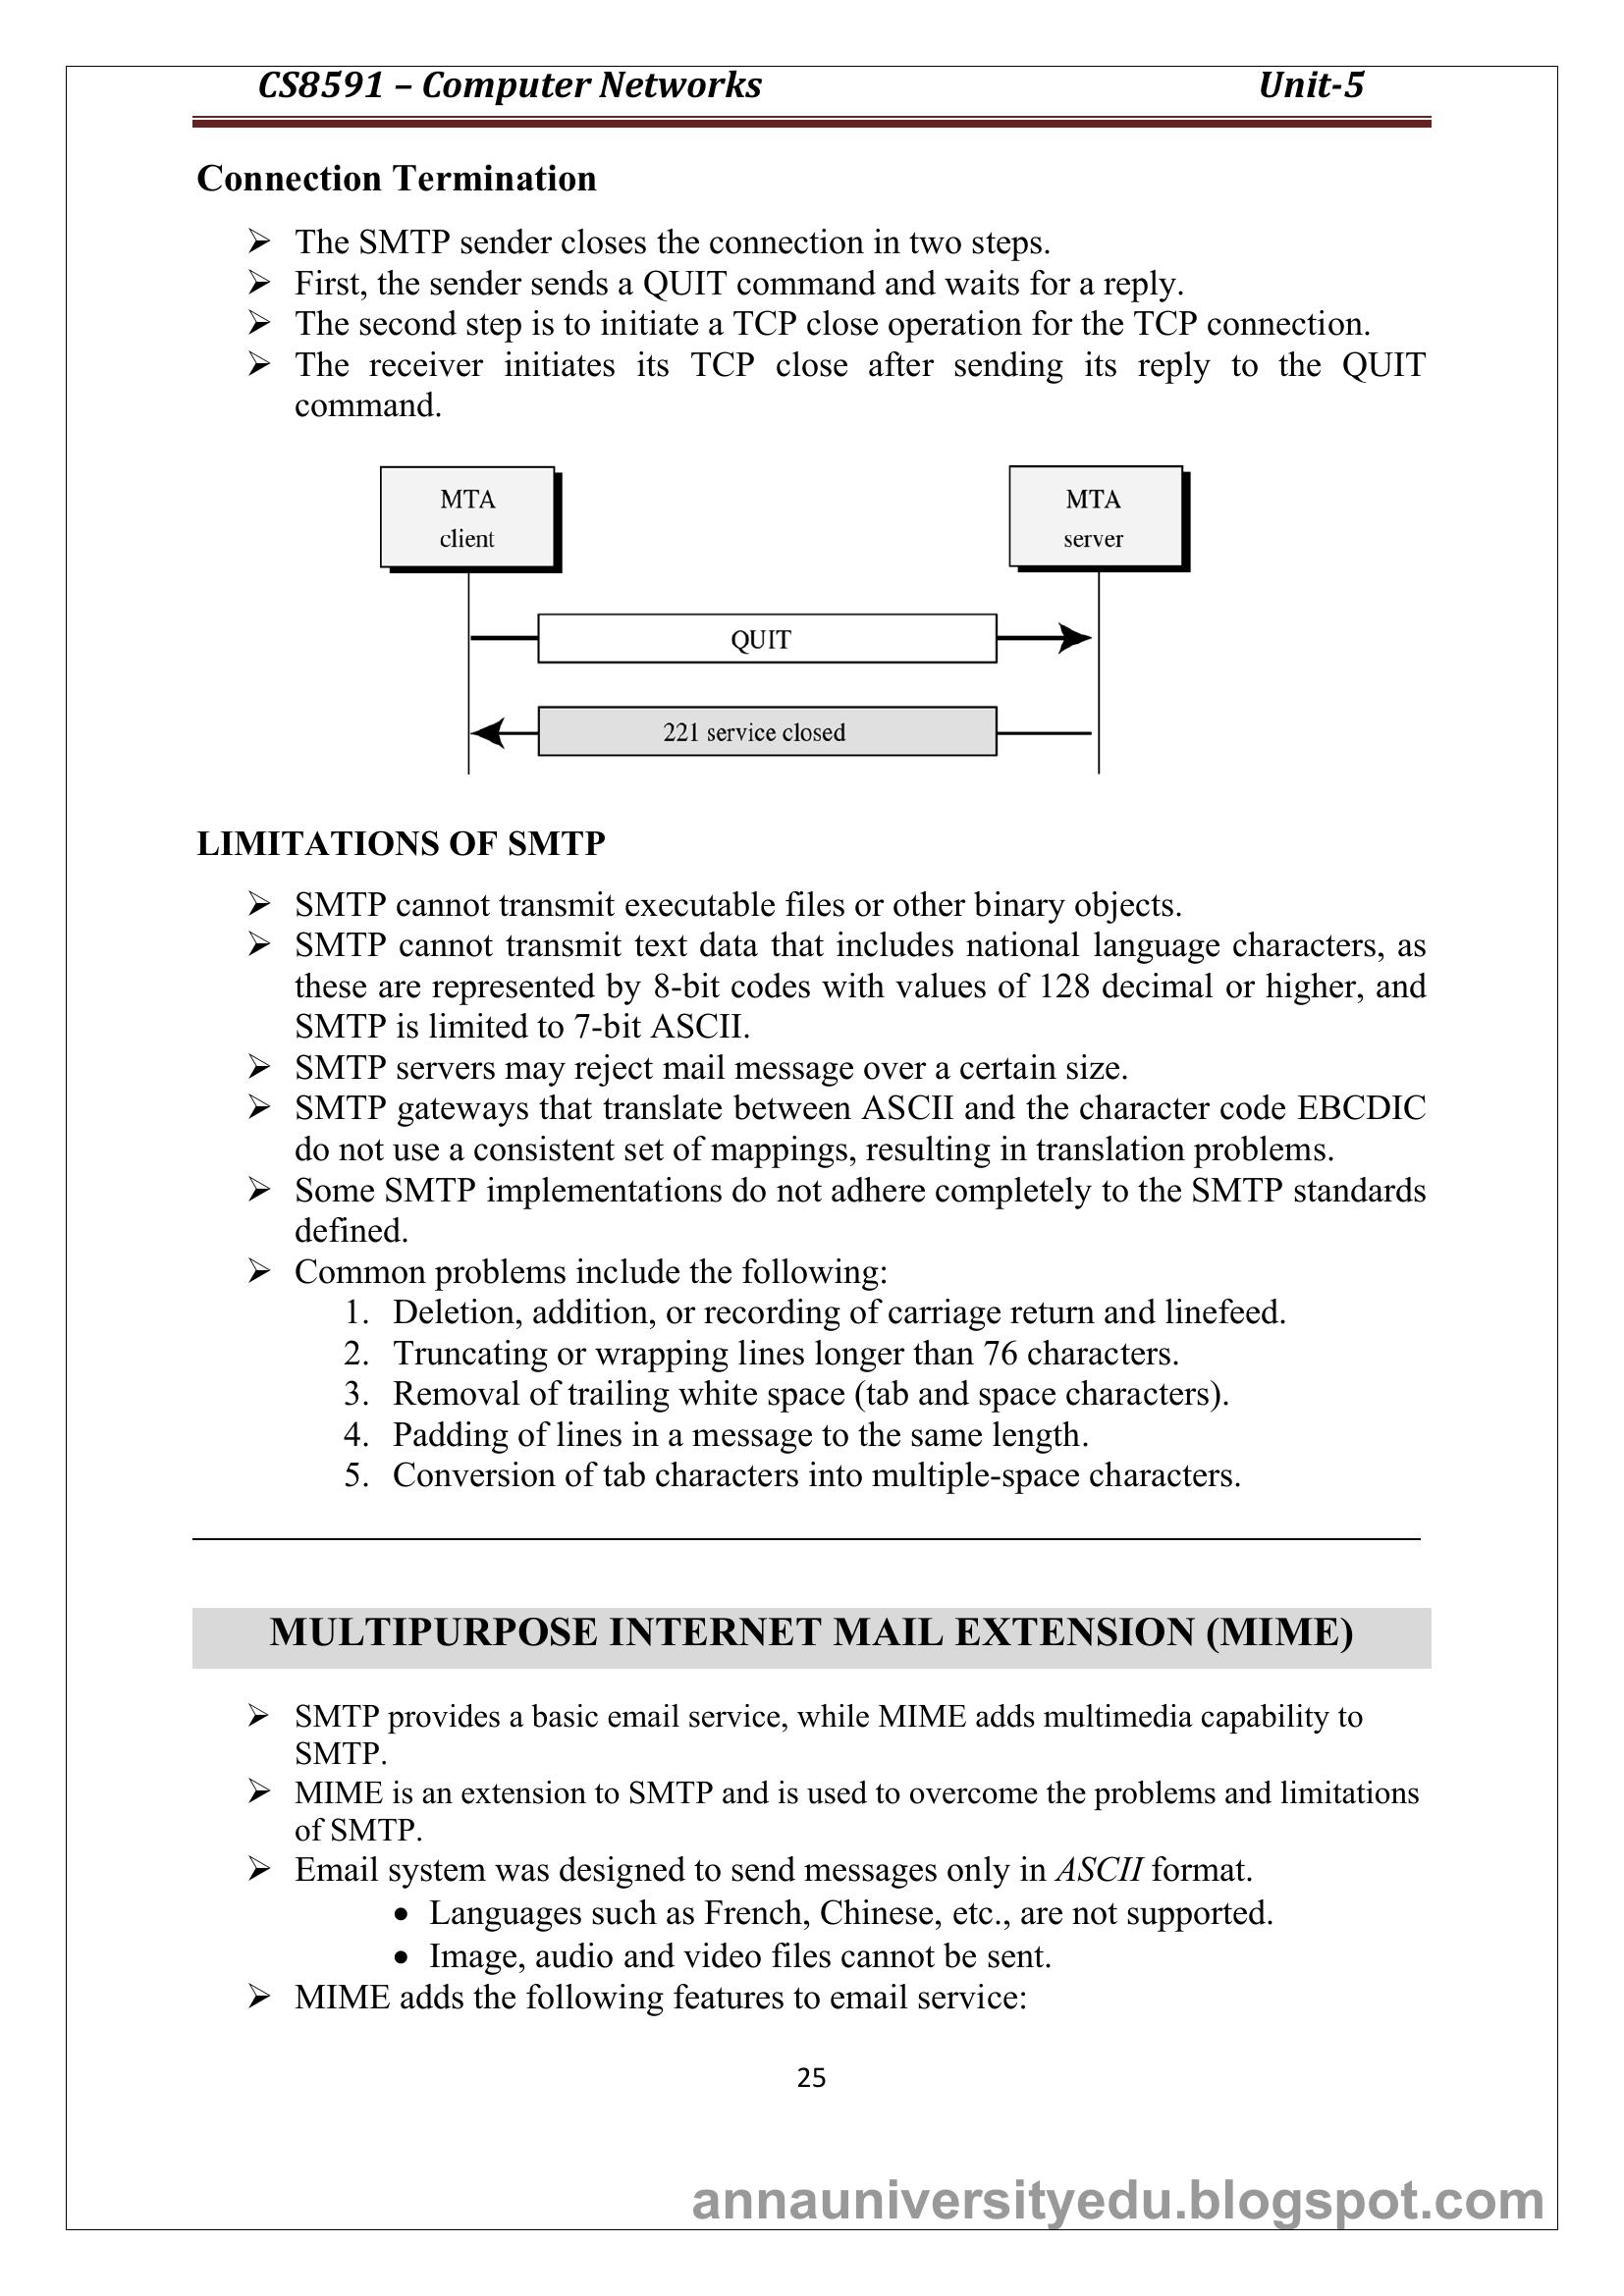 CS8591 – Computer Networks Unit-5
Connection Termination
➢ The SMTP sender closes the connection in two steps.
➢ First, the sender sends a QUIT command and waits for a reply.
➢ The second step is to initiate a TCP close operation for the TCP connection.
➢ The receiver initiates its TCP close after sending its reply to the QUIT
command.
MTA
client
MTA
server
QUIT
221 service closed
LIMITATIONS OF SMTP
➢ SMTP cannot transmit executable files or other binary objects.
➢ SMTP cannot transmit text data that includes national language characters, as
these are represented by 8-bit codes with values of 128 decimal or higher, and
SMTP is limited to 7-bit ASCII.
➢ SMTP servers may reject mail message over a certain size.
➢ SMTP gateways that translate between ASCII and the character code EBCDIC
do not use a consistent set of mappings, resulting in translation problems.
➢ Some SMTP implementations do not adhere completely to the SMTP standards
defined.
➢ Common problems include the following:
1. Deletion, addition, or recording of carriage return and linefeed.
2. Truncating or wrapping lines longer than 76 characters.
3. Removal of trailing white space (tab and space characters).
4. Padding of lines in a message to the same length.
5. Conversion of tab characters into multiple-space characters.
MULTIPURPOSE INTERNET MAIL EXTENSION (MIME)
➢ SMTP provides a basic email service, while MIME adds multimedia capability to
SMTP.
➢ MIME is an extension to SMTP and is used to overcome the problems and limitations
of SMTP.
➢ Email system was designed to send messages only in ASCII format.
• Languages such as French, Chinese, etc., are not supported.
• Image, audio and video files cannot be sent.
➢ MIME adds the following features to email service:
25
annauniversityedu.blogspot.com